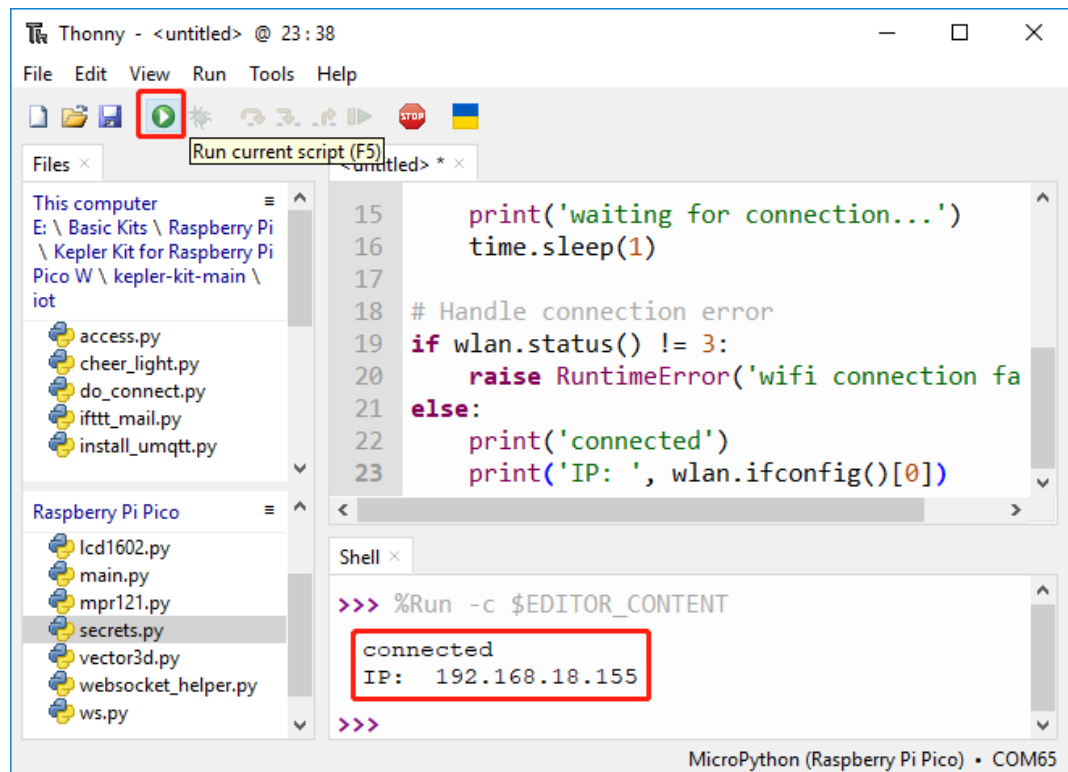 Thonny - <untitled> @ 23:38
File Edit View Run Tools Help
STOP
Run current script (F5)
Files
<untitled> *
This computer
E: \ Basic Kits \ Raspberry Pi
\ Kepler Kit for Raspberry Pi
Pico W \ kepler-kit-main \
iot
access.py
cheer_light.py
do_connect.py
ifttt_mail.py
install_umqtt.py
Raspberry Pi Pico
lcd1602.py
main.py
mpr121.py
secrets.py
vector3d.py
websocket_helper.py
ws.py
15 print('waiting for connection...')
16 time.sleep(1)
17
18 # Handle connection error
19 if wlan.status() != 3:
20 raise RuntimeError('wifi connection fa
21 else:
22 print('connected')
23 print('IP: ', wlan.ifconfig()[0])
Shell
>>> %Run -c $EDITOR_CONTENT
connected
IP: 192.168.18.155
>>>
MicroPython (Raspberry Pi Pico) • COM65